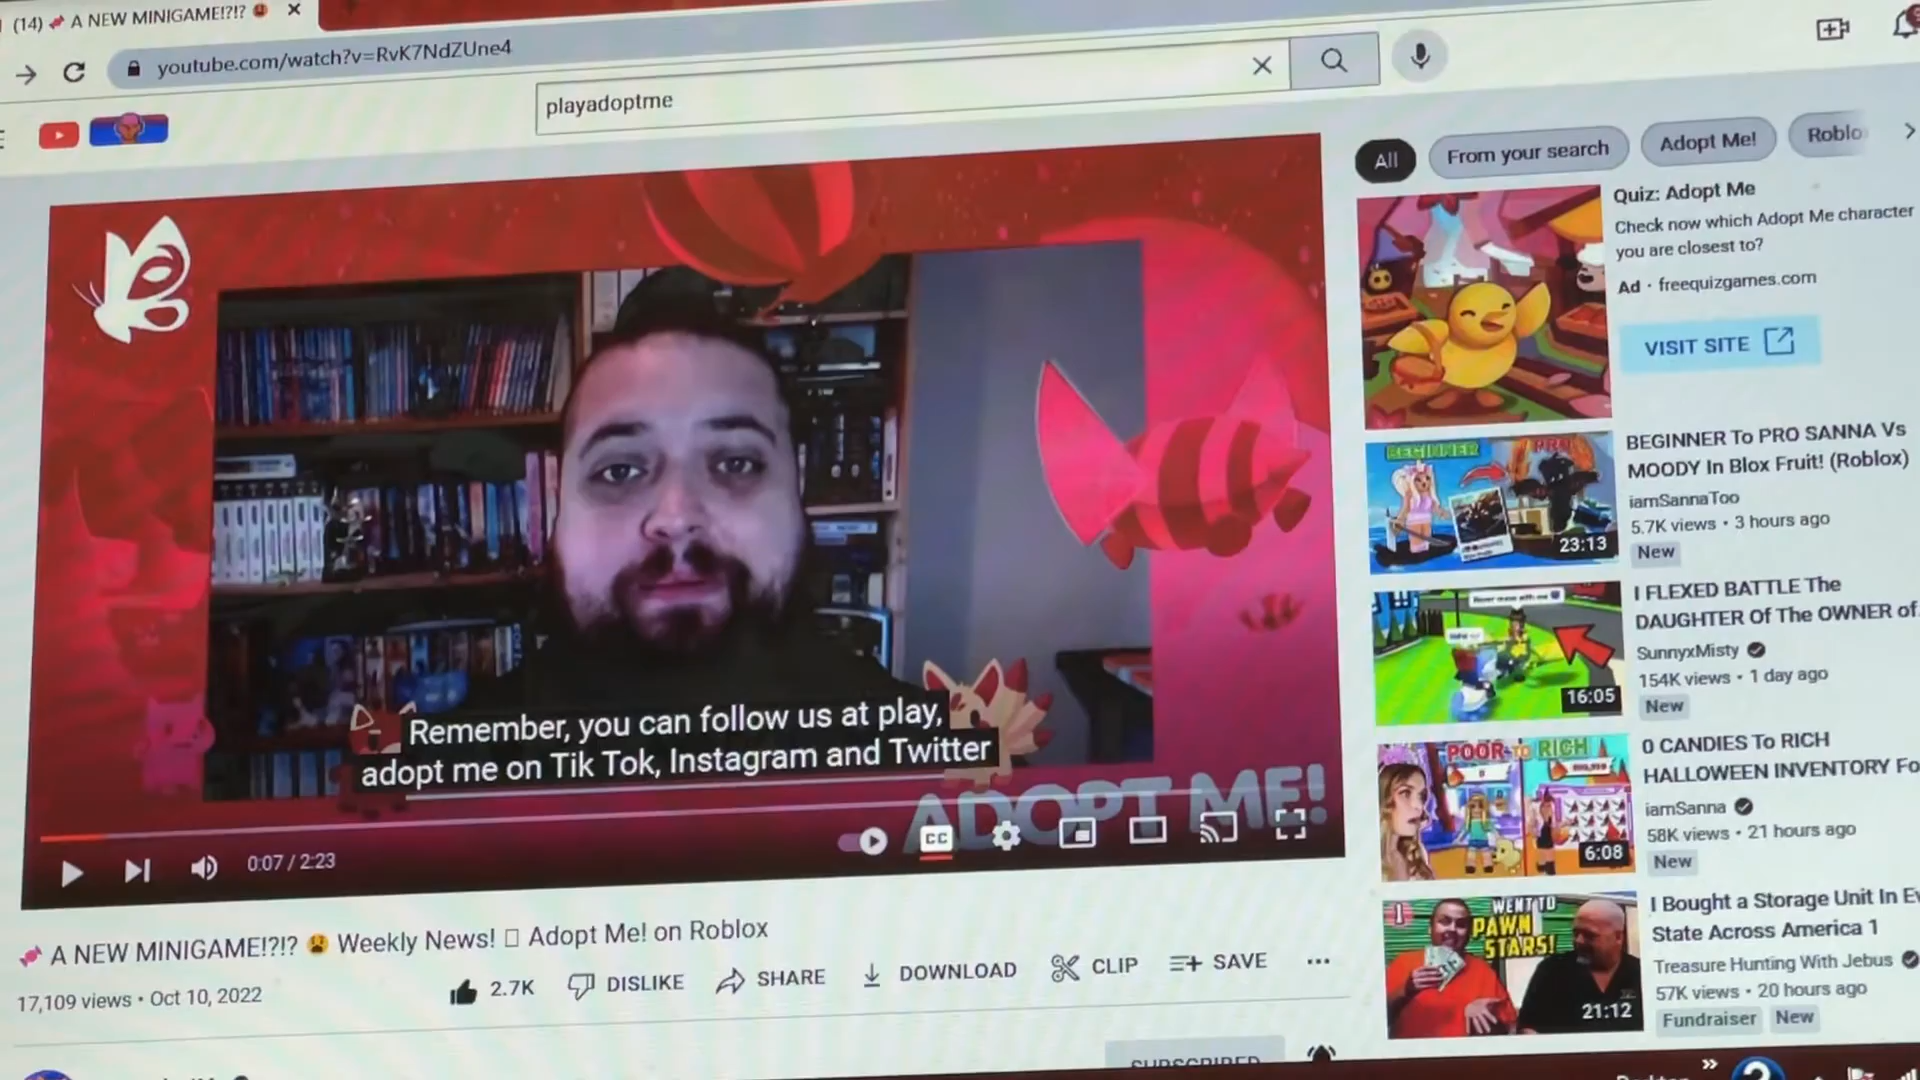 (14) 🍬 A NEW MINIGAME!?!? 😫
youtube.com/watch?v=RvK7NdZUne4
playadoptme
All
From your search
Adopt Me!
Roblo
Quiz: Adopt Me
Check now which Adopt Me character
you are closest to?
Ad · freequizgames.com
VISIT SITE
BEGINNER
PRO
23:13
BEGINNER To PRO SANNA Vs
MOODY In Blox Fruit! (Roblox)
iamSannaToo
5.7K views • 3 hours ago
New
16:05
I FLEXED BATTLE The
DAUGHTER Of The OWNER of
SunnyxMisty
154K views • 1 day ago
New
POOR TO RICH
6:08
0 CANDIES To RICH
HALLOWEEN INVENTORY Fo
iamSanna
58K views • 21 hours ago
New
WENT TO
PAWN
STARS!
21:12
I Bought a Storage Unit In Ev
State Across America 1
Treasure Hunting With Jebus
57K views • 20 hours ago
Fundraiser
New
Remember, you can follow us at play,
adopt me on Tik Tok, Instagram and Twitter
ADOPT ME!
0:07 / 2:23
CC
🍬 A NEW MINIGAME!?!? 😫 Weekly News! Adopt Me! on Roblox
17,109 views • Oct 10, 2022
2.7K
DISLIKE
SHARE
DOWNLOAD
CLIP
SAVE
SUBSCRIBED